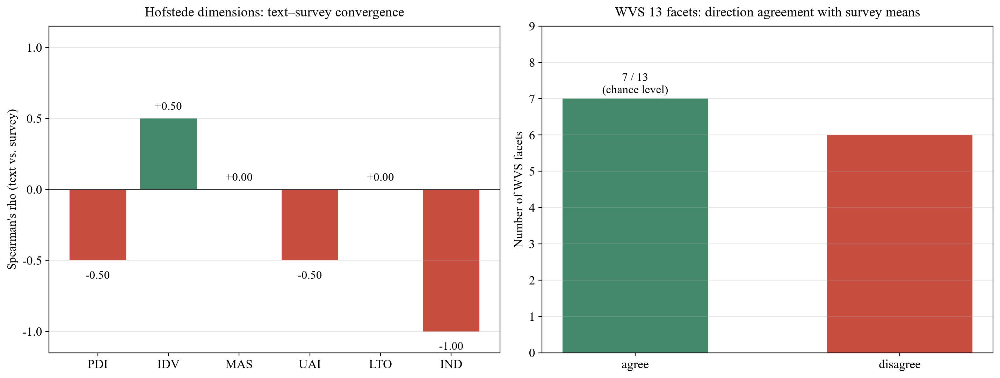 Hofstede dimensions: text–survey convergence
Spearman's rho (text vs. survey)
1.0
0.5
0.0
-0.5
-1.0
-0.50
+0.50
+0.00
-0.50
+0.00
-1.00
PDI
IDV
MAS
UAI
LTO
IND
WVS 13 facets: direction agreement with survey means
Number of WVS facets
9
8
7
6
5
4
3
2
1
0
7 / 13
(chance level)
agree
disagree